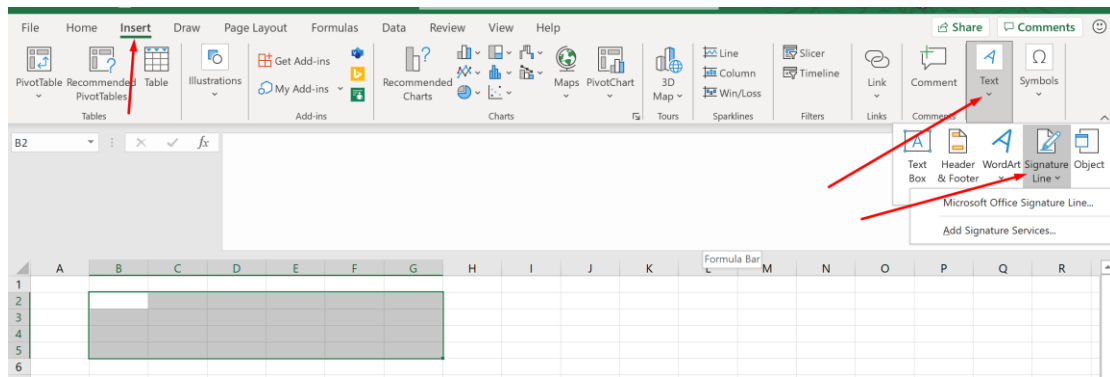 File Home Insert Draw Page Layout Formulas Data Review View Help Share Comments
PivotTable Recommended PivotTables Table Illustrations Get Add-ins My Add-ins Recommended Charts Maps PivotChart 3D Map Line Column Win/Loss Slicer Timeline Link Comment Text Symbols
Tables Add-ins Charts Tours Sparklines Filters Links Comments
B2 fx
Text Box Header & Footer WordArt Signature Line Object
Microsoft Office Signature Line...
Add Signature Services...
Formula Bar
A B C D E F G H I J K L M N O P Q R
1
2
3
4
5
6